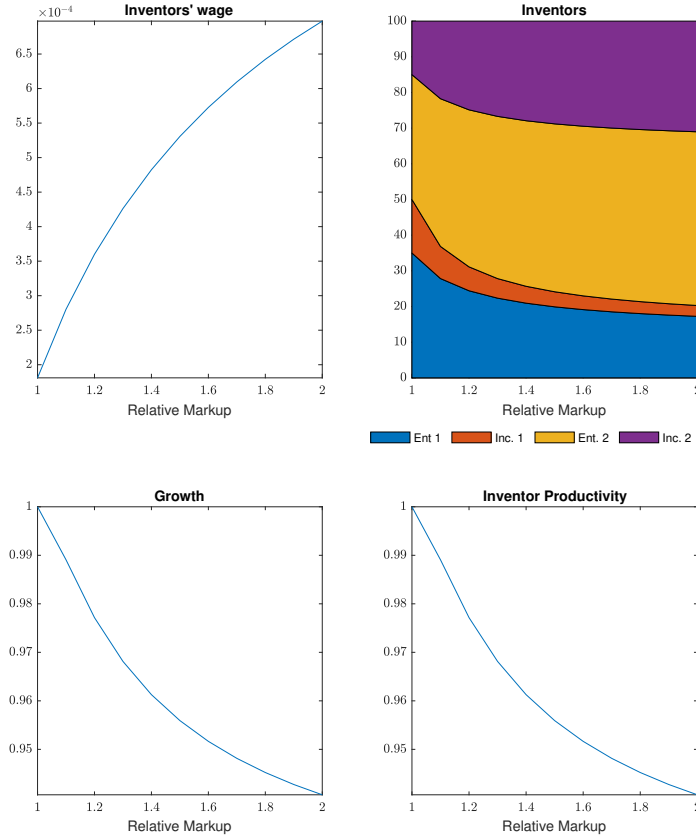 Inventors' wage
×10⁻⁴
6.5
6
5.5
5
4.5
4
3.5
3
2.5
2
1 1.2 1.4 1.6 1.8 2
Relative Markup
Inventors
100
90
80
70
60
50
40
30
20
10
0
1 1.2 1.4 1.6 1.8 2
Relative Markup
Ent 1 Inc. 1 Ent. 2 Inc. 2
Growth
1
0.99
0.98
0.97
0.96
0.95
1 1.2 1.4 1.6 1.8 2
Relative Markup
Inventor Productivity
1
0.99
0.98
0.97
0.96
0.95
1 1.2 1.4 1.6 1.8 2
Relative Markup